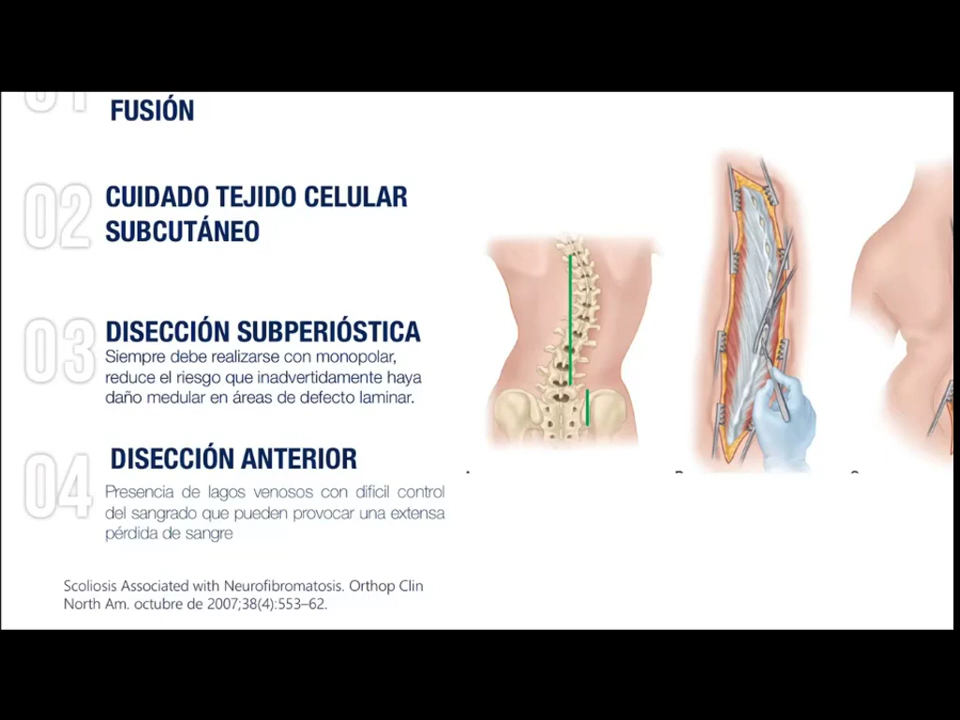 01
FUSIÓN
02
CUIDADO TEJIDO CELULAR
SUBCUTÁNEO
03
DISECCIÓN SUBPERIÓSTICA
Siempre debe realizarse con monopolar,
reduce el riesgo que inadvertidamente haya
daño medular en áreas de defecto laminar.
04
DISECCIÓN ANTERIOR
Presencia de lagos venosos con dificil control
del sangrado que pueden provocar una extensa
pérdida de sangre
Scoliosis Associated with Neurofibromatosis. Orthop Clin
North Am. octubre de 2007;38(4):553–62.